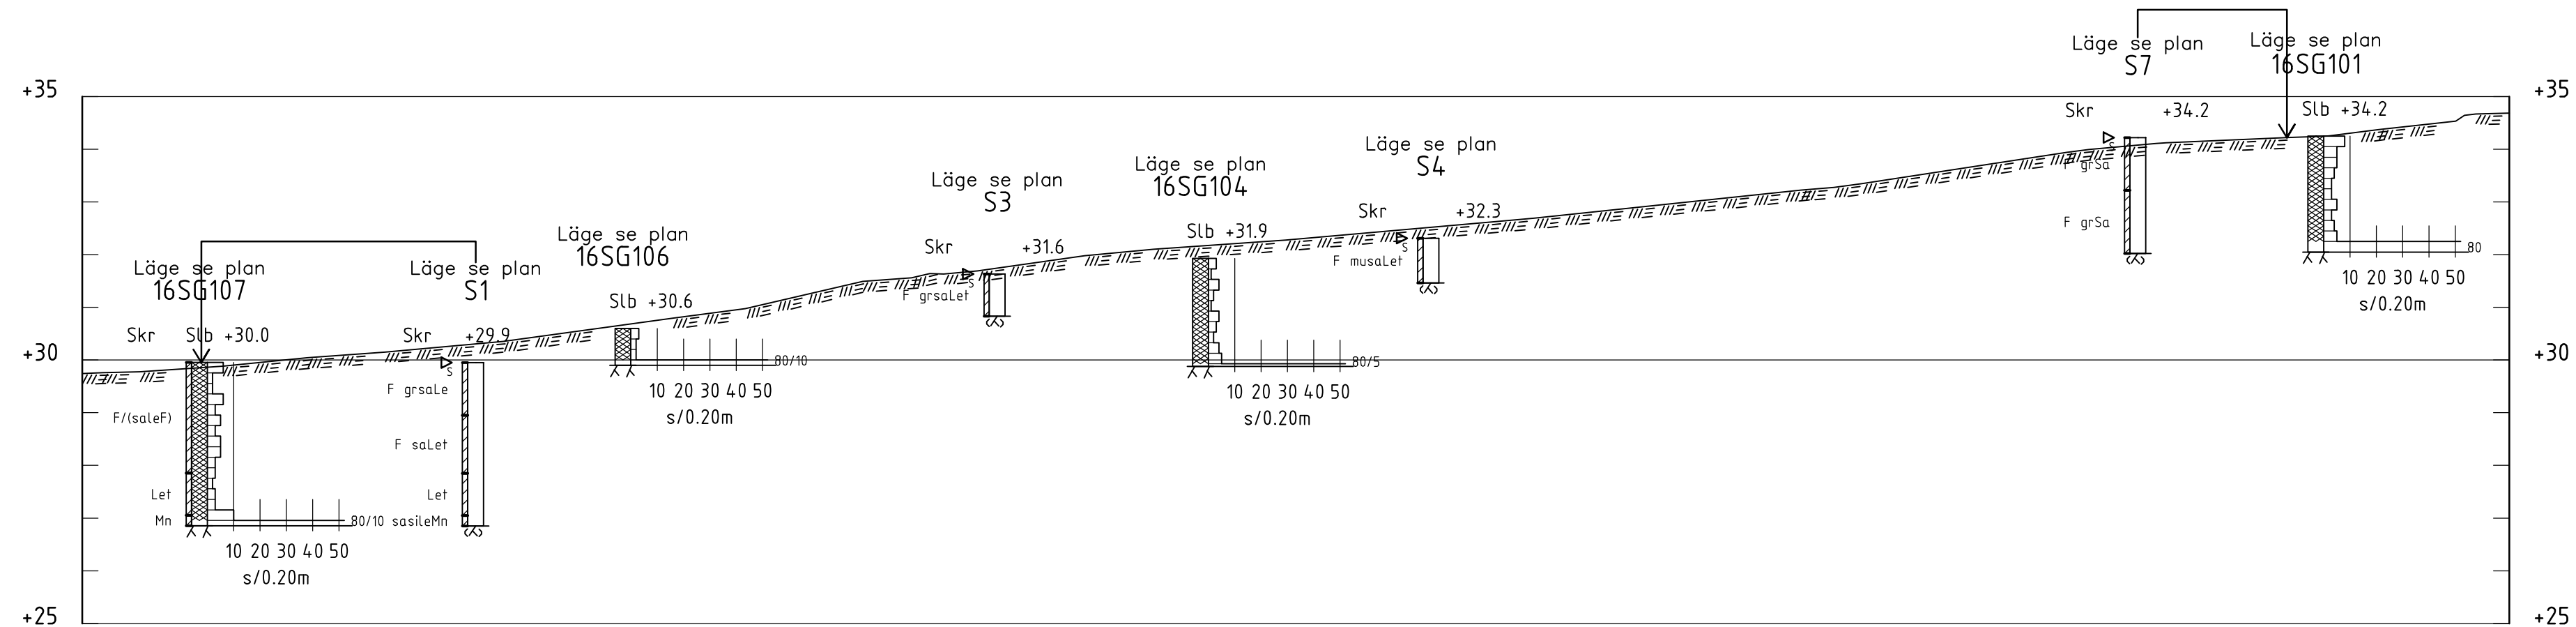 Läge se plan
S7
Läge se plan
16SG101
+35
+35
Skr +34.2
Slb +34.2
S
F grSa
F grSa
80
10 20 30 40 50
s/0.20m
Läge se plan
S4
Skr +32.3
S
F musaLet
Läge se plan
16SG104
Slb +31.9
80/5
10 20 30 40 50
s/0.20m
Läge se plan
S3
Skr +31.6
S
F grsaLet
Läge se plan
16SG106
Slb +30.6
80/10
10 20 30 40 50
s/0.20m
Läge se plan
16SG107
Skr Slb +30.0
F/(saleF)
Let
Mn
80/10
10 20 30 40 50
s/0.20m
Läge se plan
S1
Skr +29.9
S
F grsaLe
F saLet
Let
sasileMn
+30
+30
+25
+25